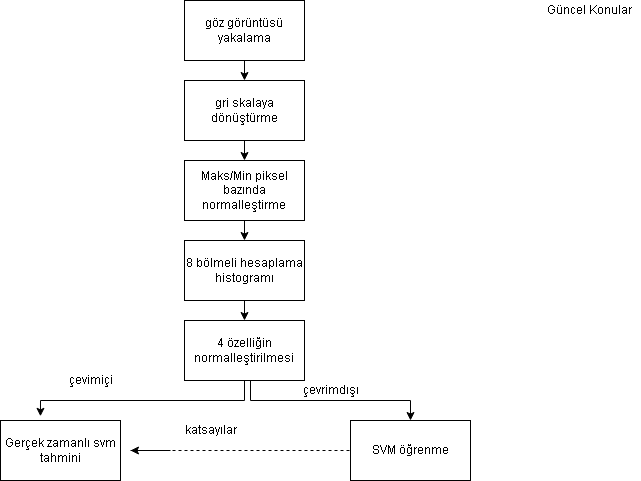 Güncel Konular
göz görüntüsü
yakalama
gri skalaya
dönüştürme
Maks/Min piksel
bazında
normalleştirme
8 bölmeli hesaplama
histogramı
4 özelliğin
normalleştirilmesi
çevimiçi
çevrimdışı
Gerçek zamanlı svm
tahmini
katsayılar
SVM öğrenme